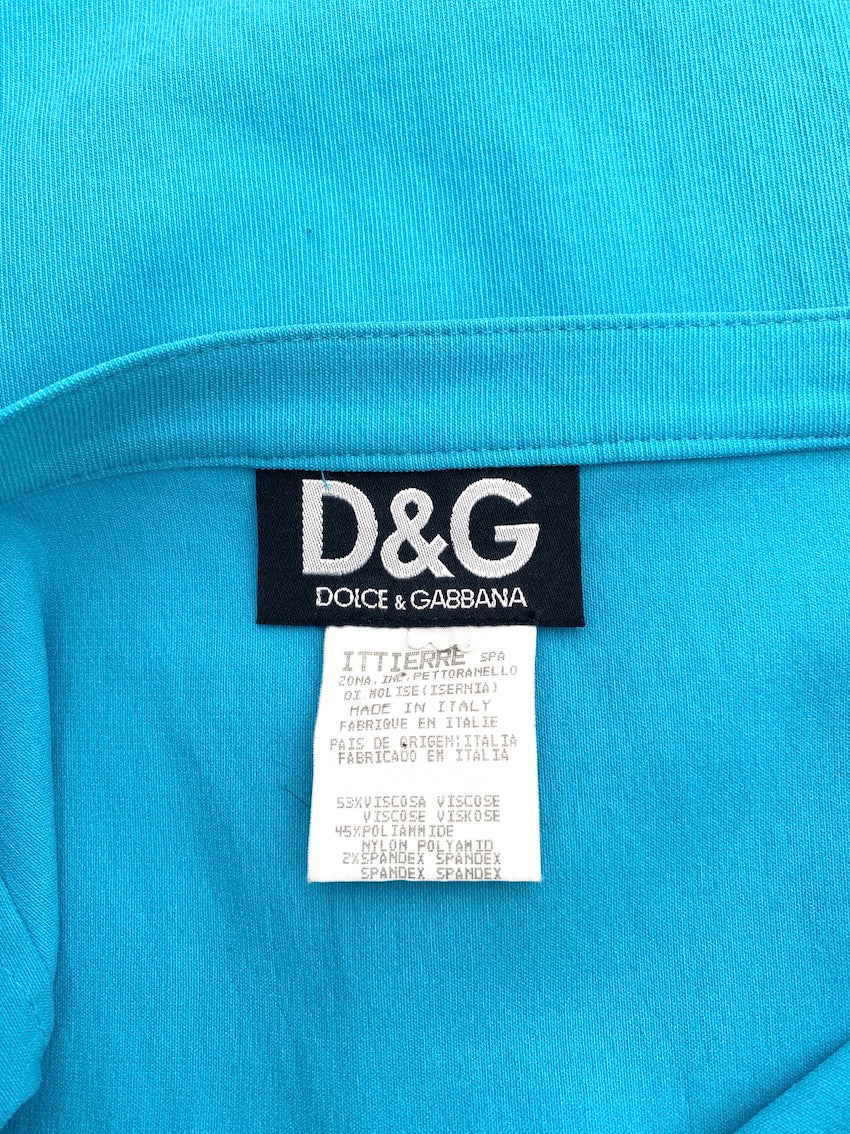 D&G
DOLCE & GABBANA
ITTIERRE SPA
ZONA. IND. PETTORANELLO
DI MOLISE(ISERNIA)
MADE IN ITALY
FABRIQUE EN ITALIE
PAIS DE ORIGEN:ITALIA
FABRICADO EN ITALIA
53%VISCOSA VISCOSE
VISCOSE VISKOSE
45%POLIAMMIDE
NYLON POLYAMID
2%SPANDEX SPANDEX
SPANDEX SPANDEX